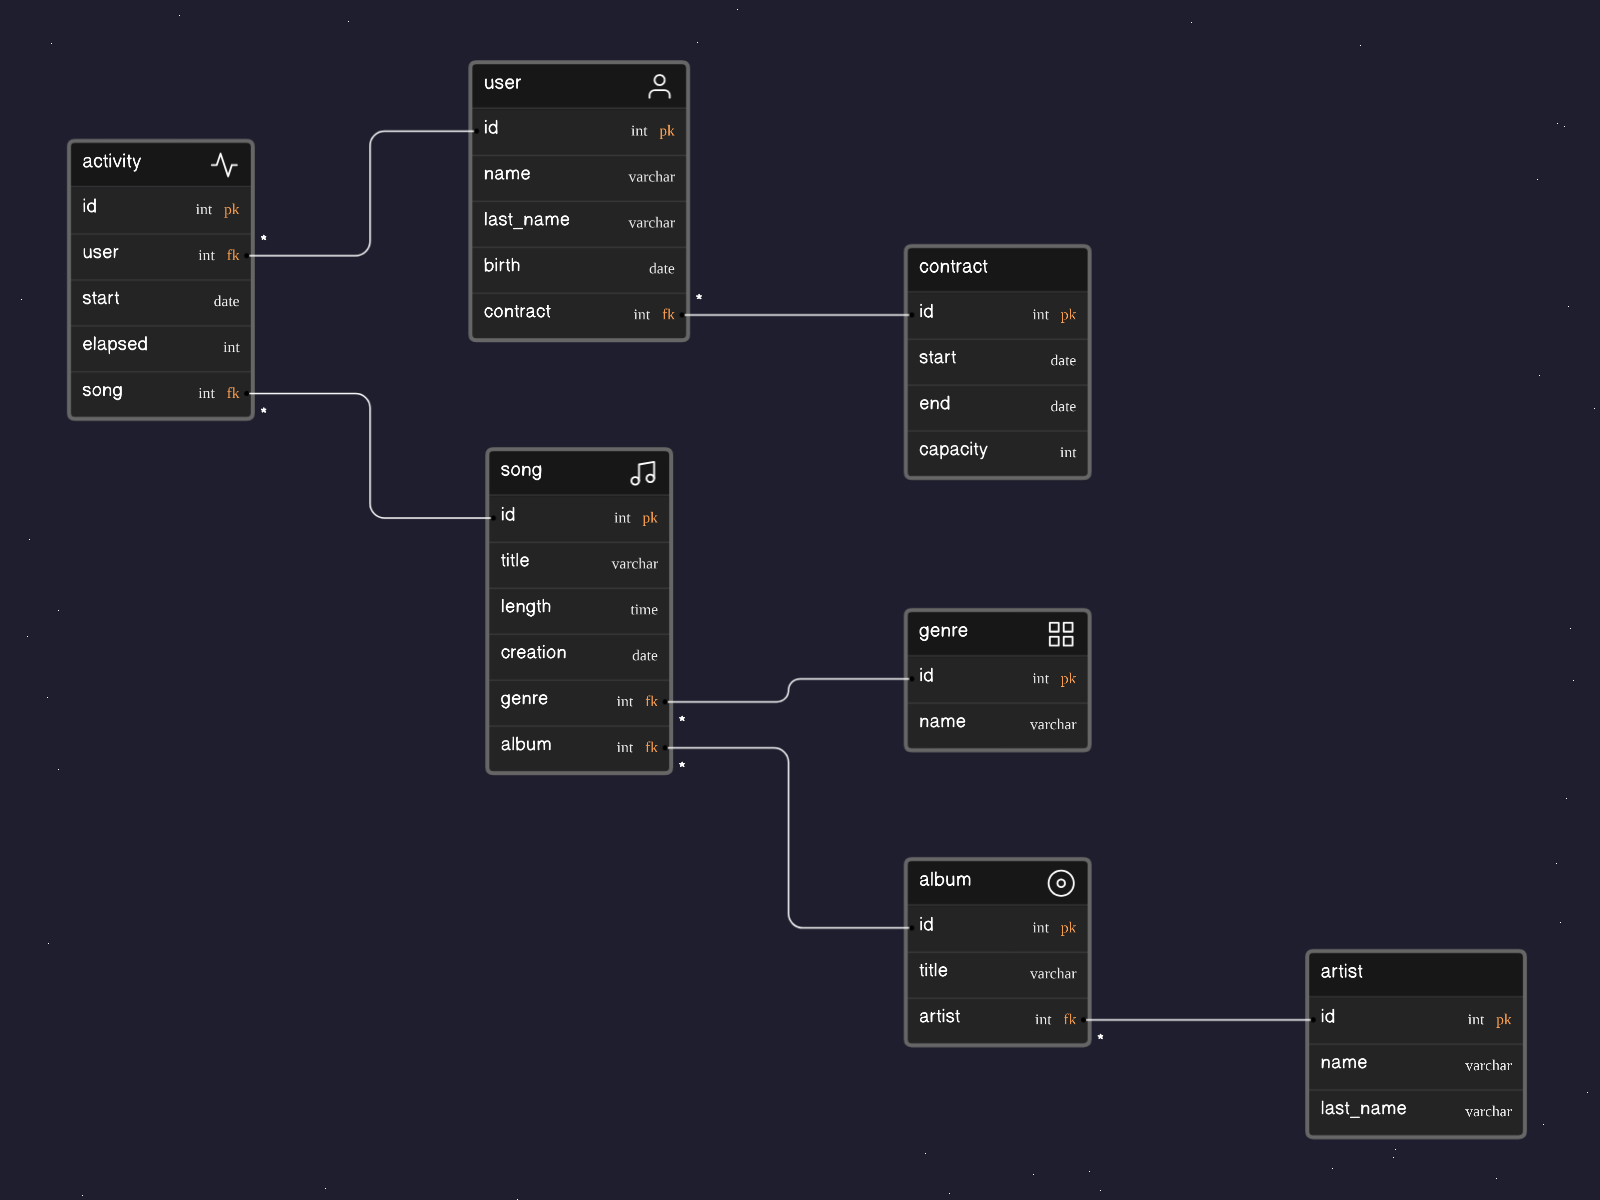 user
id int pk
name varchar
last_name varchar
birth date
contract int fk
*
activity
id int pk
user int fk
*
start date
elapsed int
song int fk
*
contract
id int pk
start date
end date
capacity int
song
id int pk
title varchar
length time
creation date
genre int fk
*
album int fk
*
genre
id int pk
name varchar
album
id int pk
title varchar
artist int fk
*
artist
id int pk
name varchar
last_name varchar